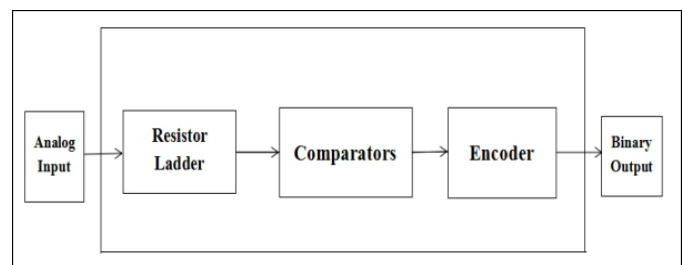 Analog
Input
Resistor
Ladder
Comparators
Encoder
Binary
Output